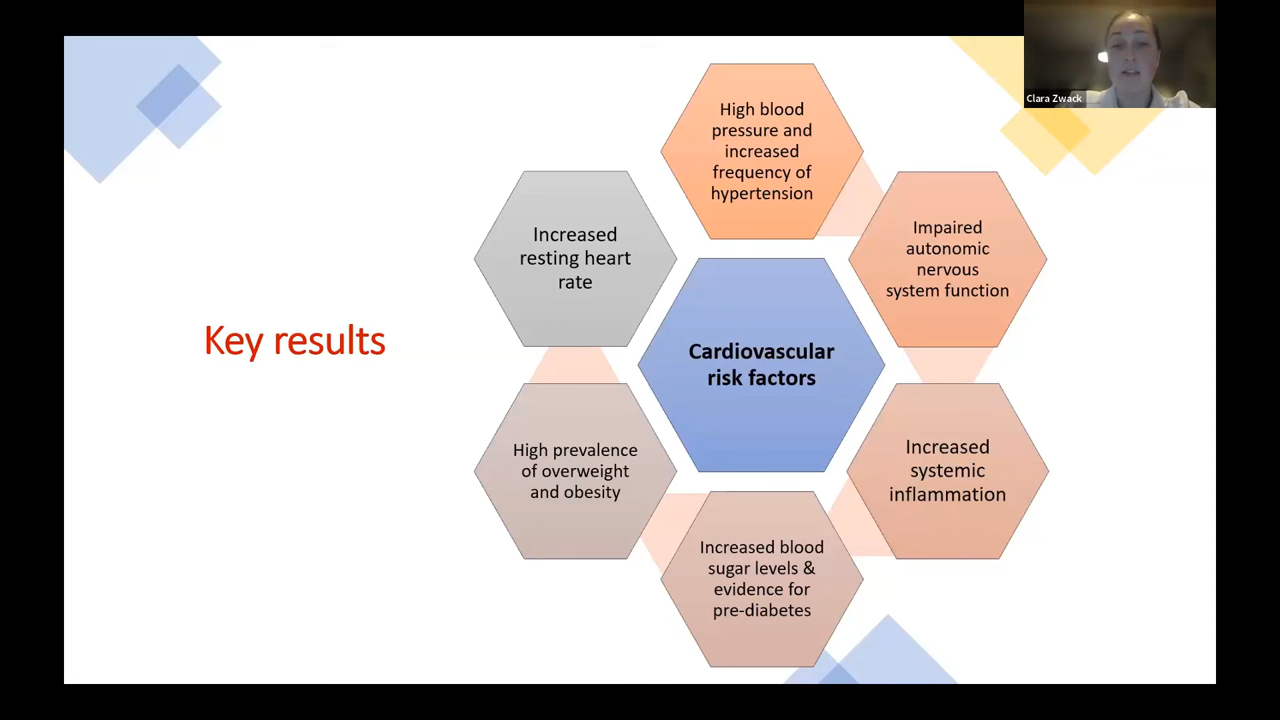 Clara Zwack
Key results
Cardiovascular
risk factors
High blood
pressure and
increased
frequency of
hypertension
Impaired
autonomic
nervous
system function
Increased
systemic
inflammation
Increased blood
sugar levels &
evidence for
pre-diabetes
High prevalence
of overweight
and obesity
Increased
resting heart
rate